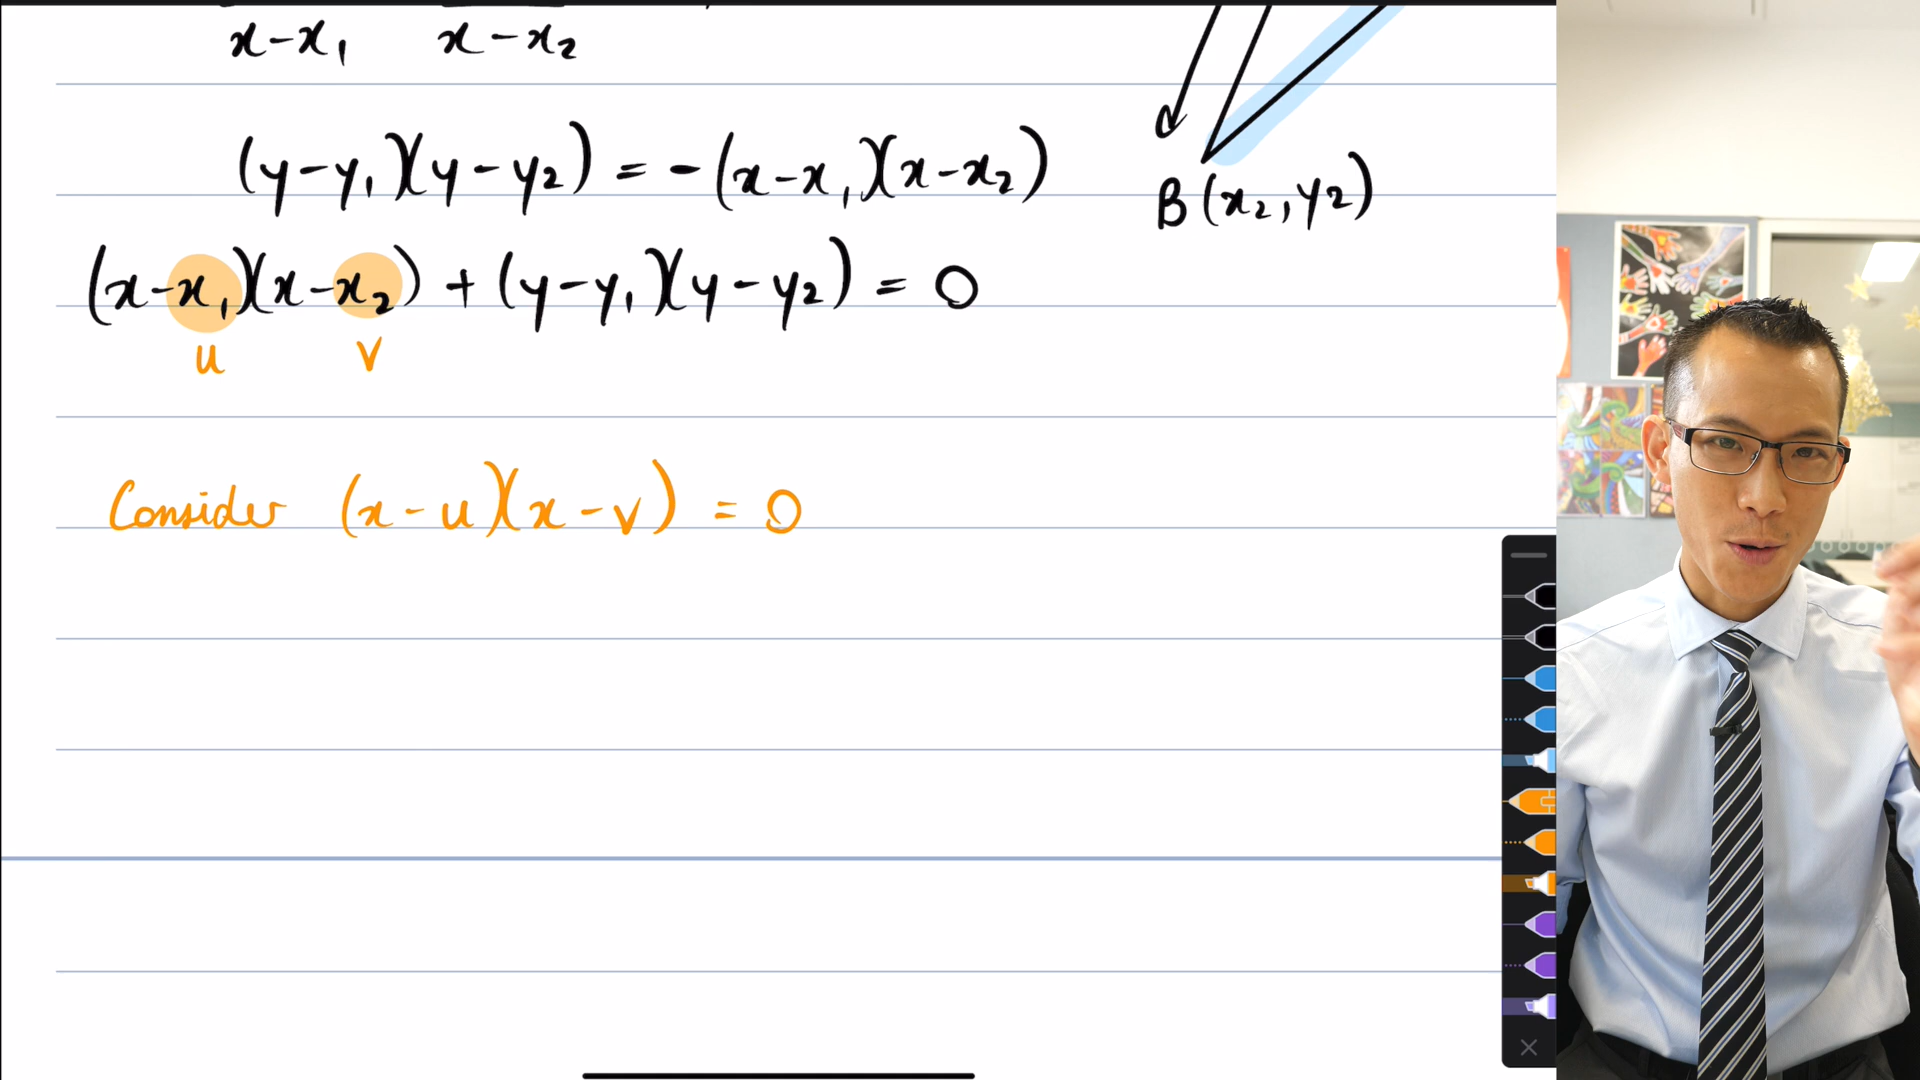 x-x₁ x-x₂
(y-y₁)(y-y₂) = -(x-x₁)(x-x₂)
B(x₂,y₂)
(x-x₁)(x-x₂) + (y-y₁)(y-y₂) = 0
u v
Consider (x-u)(x-v) = 0